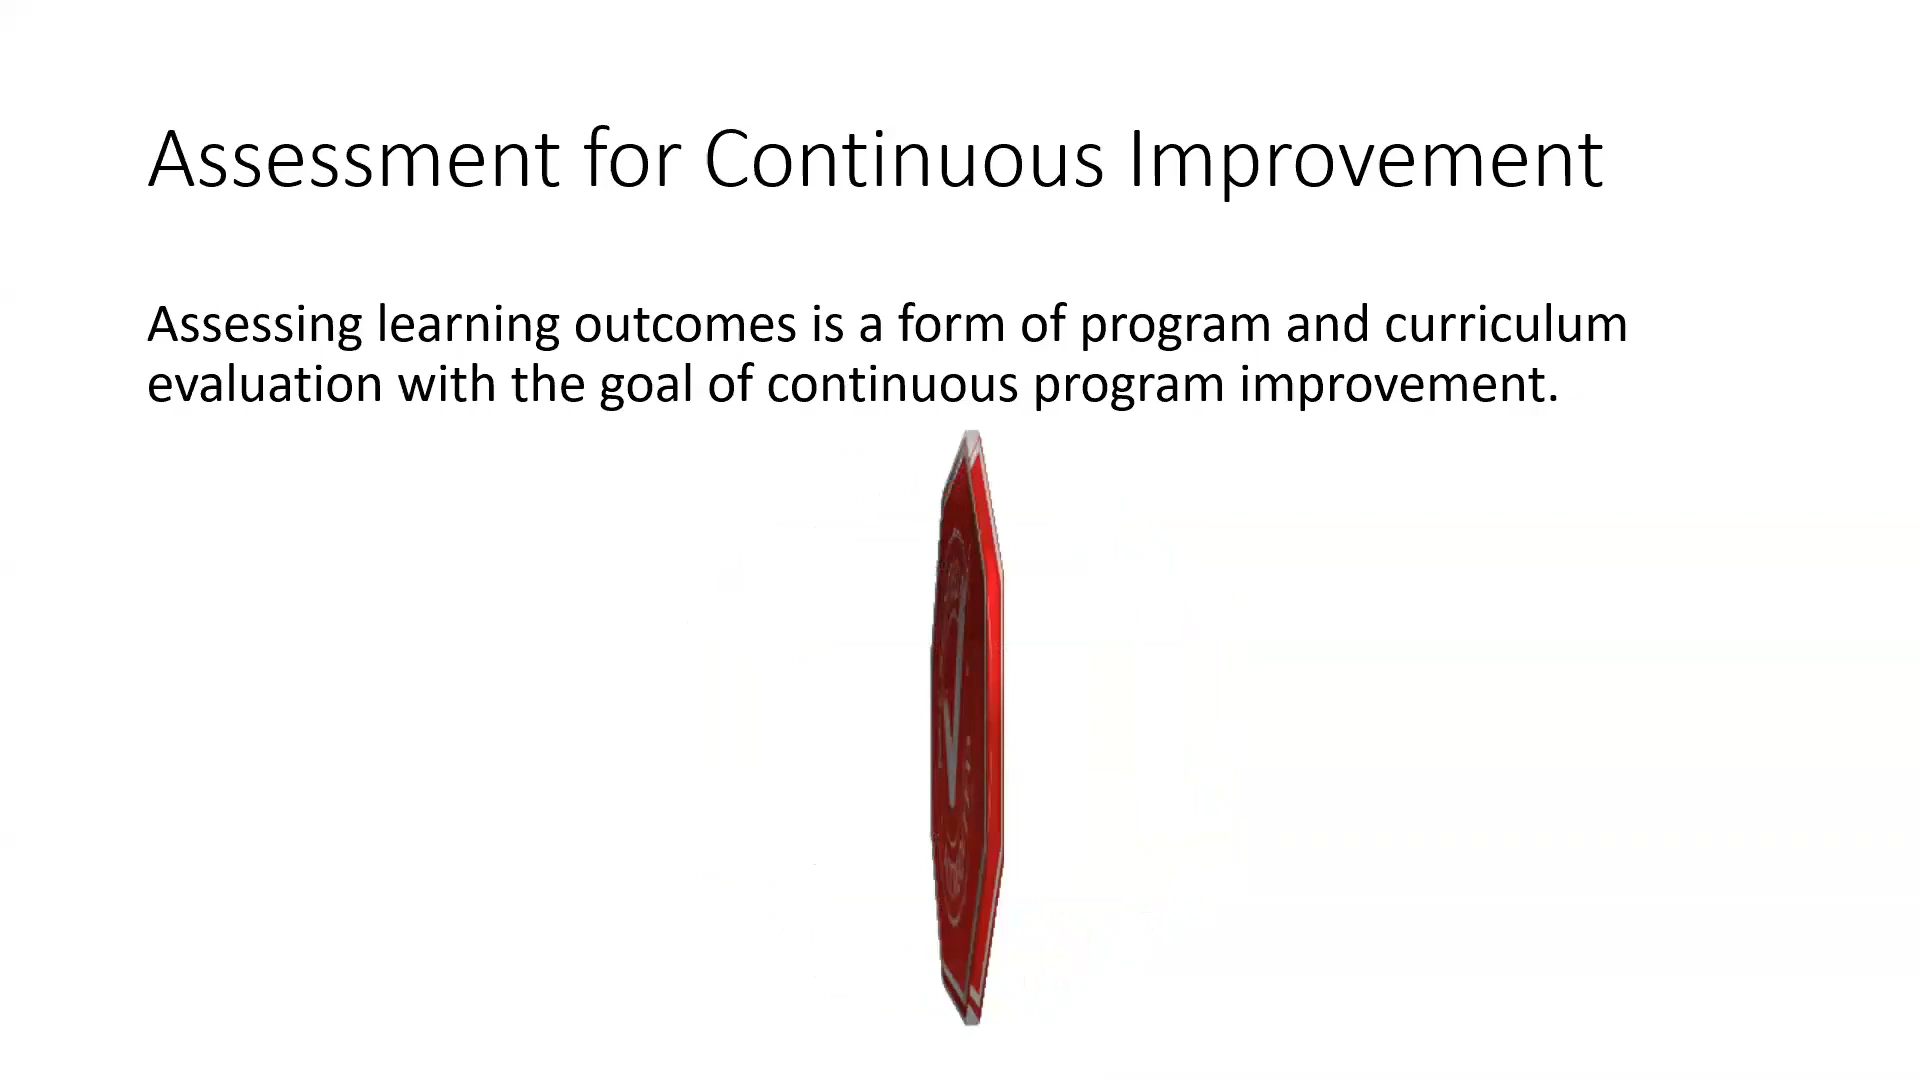 Assessment for Continuous Improvement
Assessing learning outcomes is a form of program and curriculum
evaluation with the goal of continuous program improvement.